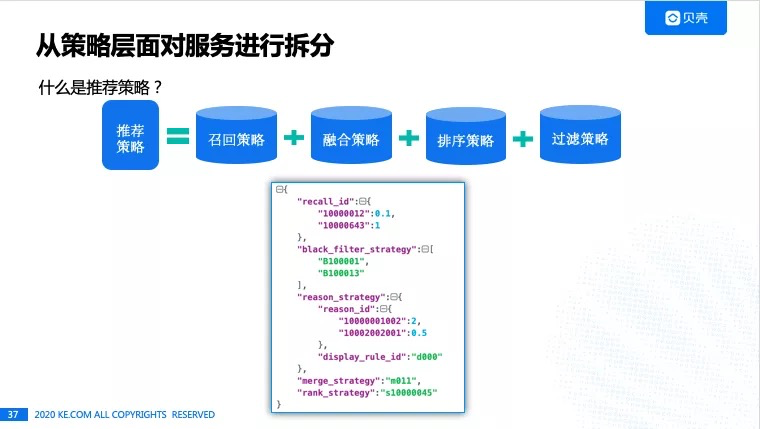 贝壳
从策略层面对服务进行拆分
什么是推荐策略？
推荐
策略
=
召回策略
+
融合策略
+
排序策略
+
过滤策略
{
"recall_id":{
"10000012":0.1,
"10000643":1
},
"black_filter_strategy":[
"B100001",
"B100013"
],
"reason_strategy":{
"reason_id":{
"10000001002":2,
"10002002001":0.5
},
"display_rule_id":"d000"
},
"merge_strategy":"m011",
"rank_strategy":"s10000045"
}
37 2020 KE.COM ALL COPYRIGHTS RESERVED